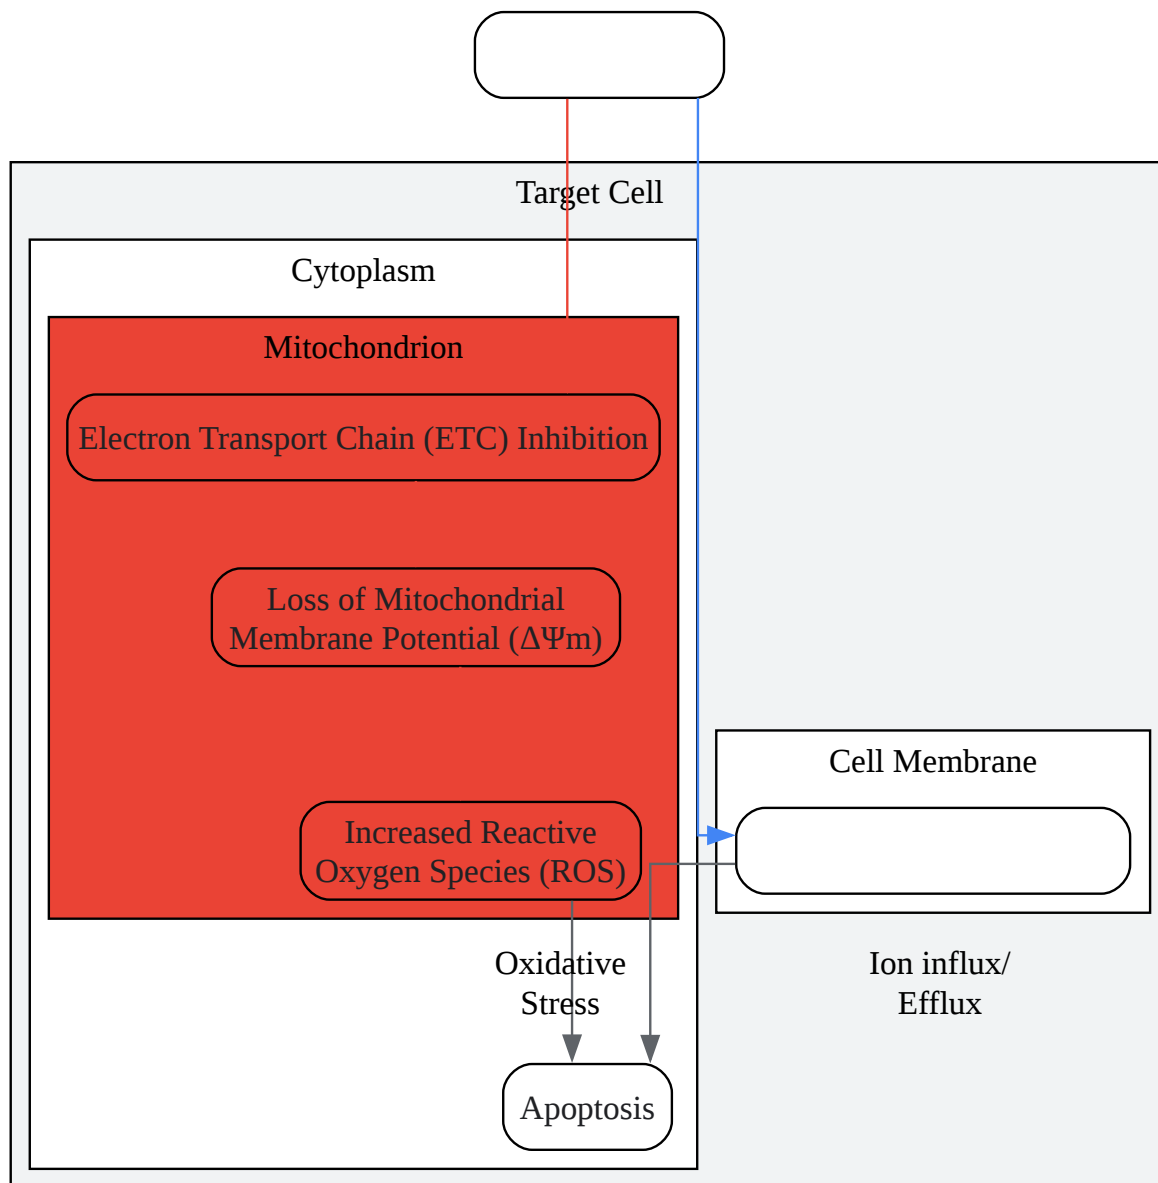 Target Cell
Cytoplasm
Mitochondrion
Electron Transport Chain (ETC) Inhibition
Loss of Mitochondrial
Membrane Potential (ΔΨm)
Cell Membrane
Increased Reactive
Oxygen Species (ROS)
Oxidative
Stress
Ion influx/
Efflux
Apoptosis